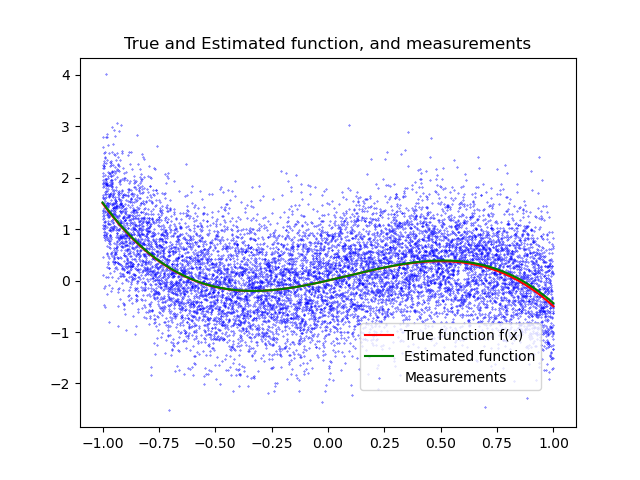 True and Estimated function, and measurements
4
3
2
1
0
−1
−2
True function f(x)
Estimated function
Measurements
−1.00 −0.75 −0.50 −0.25 0.00 0.25 0.50 0.75 1.00